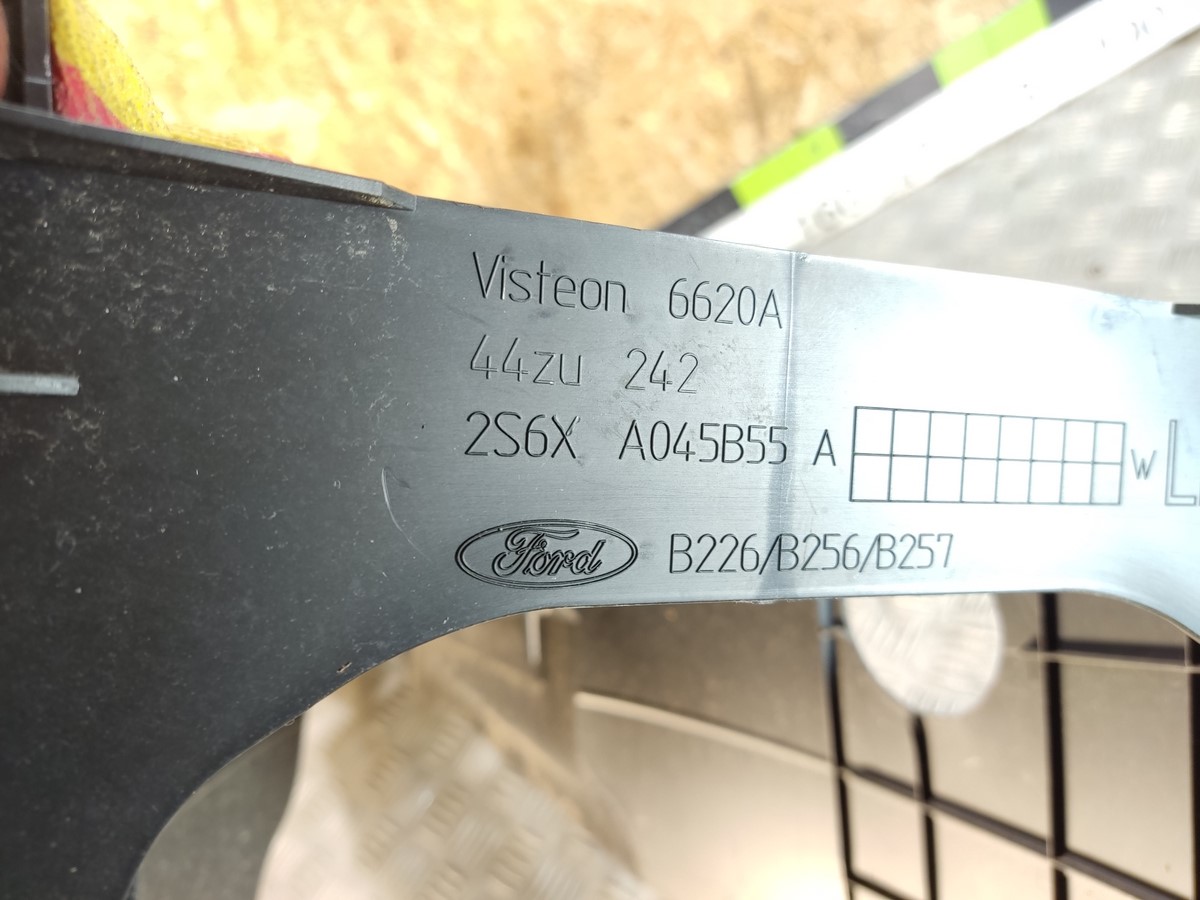 Visteon 6620A
44ZU 242
2S6X A045B55 A W L
Ford B226/B256/B257